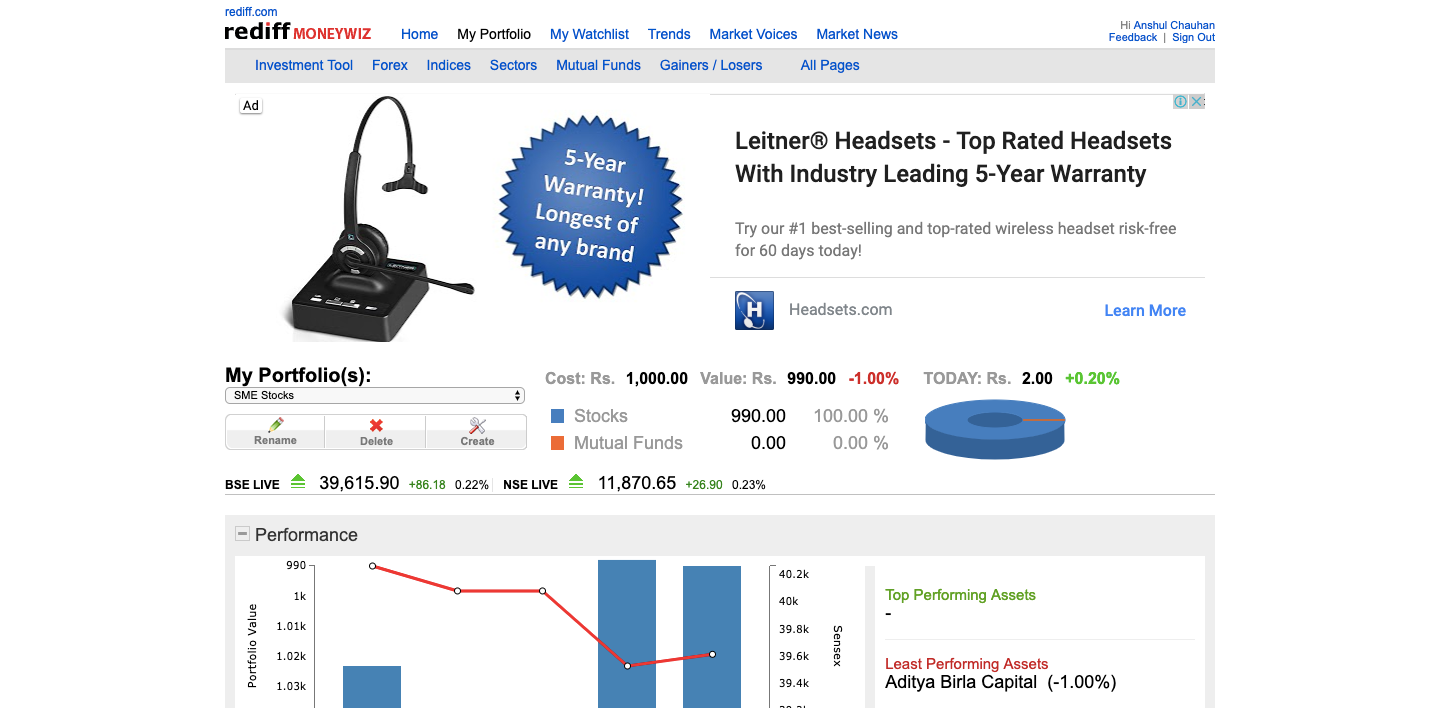 rediff.com
rediff MONEYWIZ
Home My Portfolio My Watchlist Trends Market Voices Market News
Hi Anshul Chauhan
Feedback | Sign Out
Investment Tool Forex Indices Sectors Mutual Funds Gainers / Losers All Pages
Ad
5-Year
Warranty!
Longest of
any brand
LEITNER
Leitner® Headsets - Top Rated Headsets
With Industry Leading 5-Year Warranty
Try our #1 best-selling and top-rated wireless headset risk-free
for 60 days today!
H
Headsets.com
Learn More
My Portfolio(s):
SME Stocks
Rename Delete Create
Cost: Rs. 1,000.00 Value: Rs. 990.00 -1.00% TODAY: Rs. 2.00 +0.20%
Stocks 990.00 100.00 %
Mutual Funds 0.00 0.00 %
BSE LIVE 39,615.90 +86.18 0.22% NSE LIVE 11,870.65 +26.90 0.23%
Performance
Portfolio Value
990
1k
1.01k
1.02k
1.03k
40.2k
40k
39.8k
39.6k
39.4k
Sensex
Top Performing Assets
-
Least Performing Assets
Aditya Birla Capital (-1.00%)